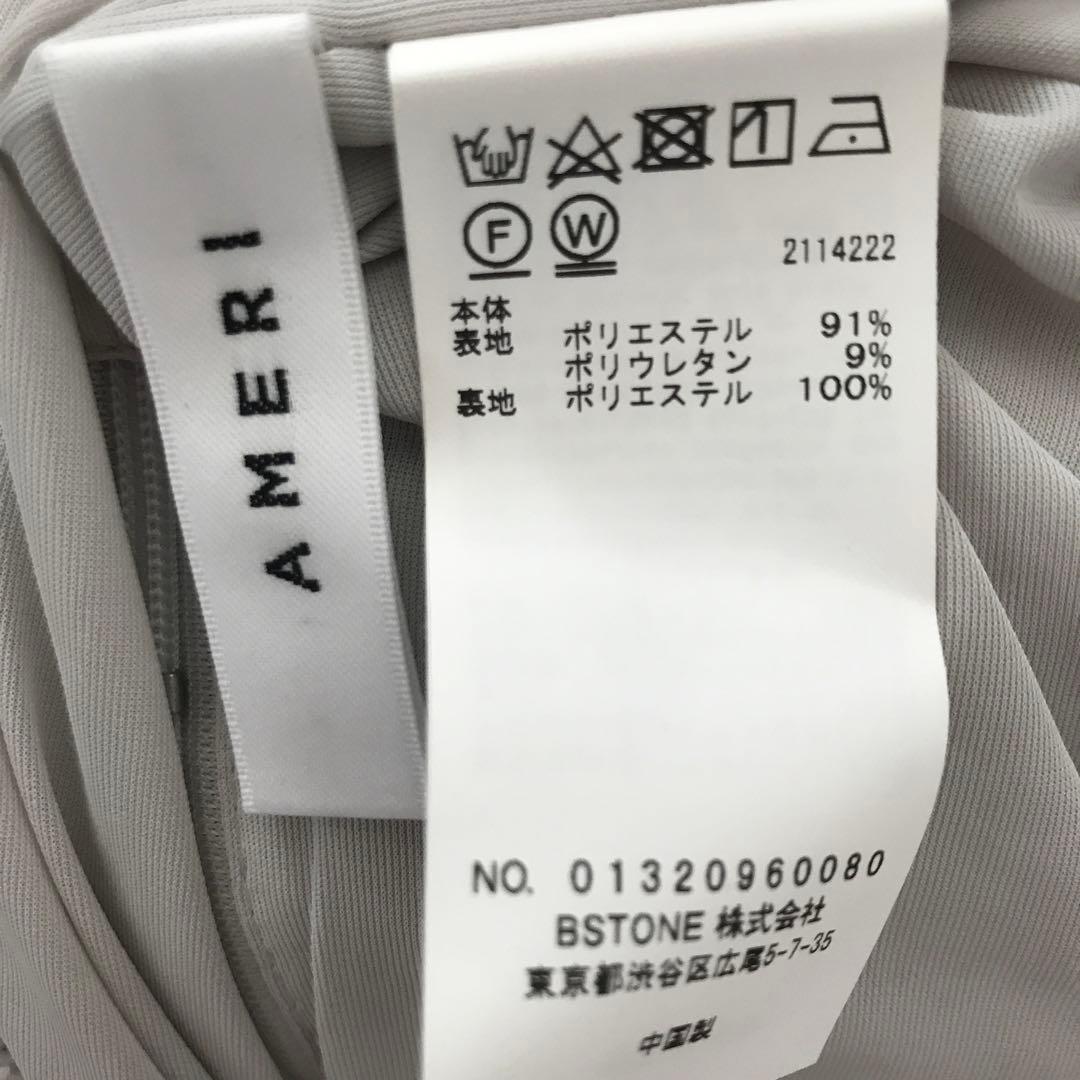 AMERI
F W
2114222
本体
表地 ポリエステル 91%
ポリウレタン 9%
裏地 ポリエステル 100%
NO. 01320960080
BSTONE 株式会社
東京都渋谷区広尾5-7-35
中国製